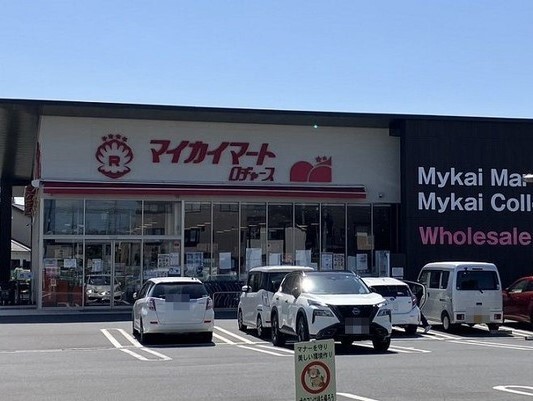 R
マイカイマート
ロヂャース
Mykai Mar
Mykai Colle
Wholesale
マナーを守り
美しい環境作り